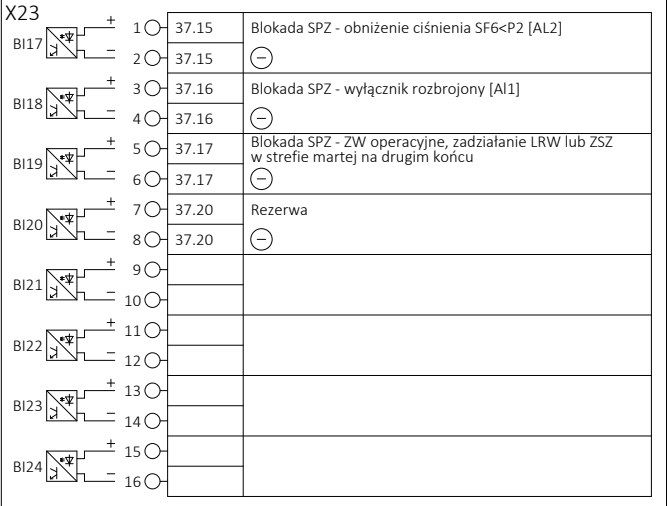 X23
BI17 + 1 37.15 Blokada SPZ - obniżenie ciśnienia SF6<P2 [AL2]
− 2 37.15 −
BI18 + 3 37.16 Blokada SPZ - wyłącznik rozbrojony [Al1]
− 4 37.16 −
BI19 + 5 37.17 Blokada SPZ - ZW operacyjne, zadziałanie LRW lub ZSZ
w strefie martej na drugim końcu
− 6 37.17 −
BI20 + 7 37.20 Rezerwa
− 8 37.20 −
BI21 + 9
− 10
BI22 + 11
− 12
BI23 + 13
− 14
BI24 + 15
− 16